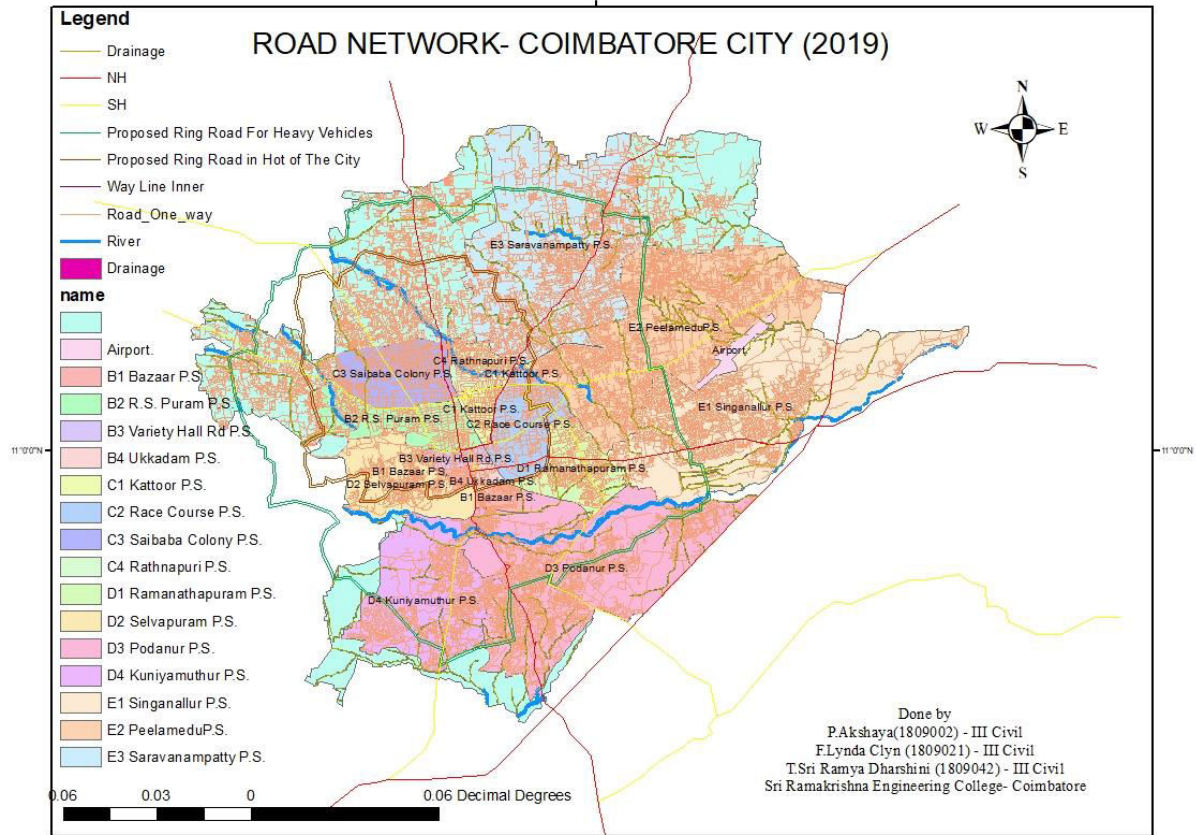 Legend
Drainage
NH
SH
Proposed Ring Road For Heavy Vehicles
Proposed Ring Road in Hot of The City
Way Line Inner
Road_One_way
River
Drainage
name
Airport.
B1 Bazaar P.S.
B2 R.S. Puram P.S.
B3 Variety Hall Rd P.S.
B4 Ukkadam P.S.
C1 Kattoor P.S.
C2 Race Course P.S.
C3 Saibaba Colony P.S.
C4 Rathnapuri P.S.
D1 Ramanathapuram P.S.
D2 Selvapuram P.S.
D3 Podanur P.S.
D4 Kuniyamuthur P.S.
E1 Singanallur P.S.
E2 PeelameduP.S.
E3 Saravanampatty P.S.
0.06 0.03 0 0.06 Decimal Degrees
ROAD NETWORK- COIMBATORE CITY (2019)
N
W E
S
E3 Saravanampatty P.S.
E2 PeelameduP.S.
Airport.
C4 Rathnapuri P.S.
C3 Saibaba Colony P.S.
C1 Kattoor P.S.
C1 Kattoor P.S.
E1 Singanallur P.S.
B2 R.S. Puram P.S.
C2 Race Course P.S.
11°0'0"N
11°0'0"N
B3 Variety Hall Rd P.S.
B1 Bazaar P.S.
D1 Ramanathapuram P.S.
D2 Selvapuram P.S.
B4 Ukkadam P.S.
B1 Bazaar P.S.
D3 Podanur P.S.
D4 Kuniyamuthur P.S.
Done by
P.Akshaya(1809002) - III Civil
F.Lynda Clyn (1809021) - III Civil
T.Sri Ramya Dharshini (1809042) - III Civil
Sri Ramakrishna Engineering College- Coimbatore